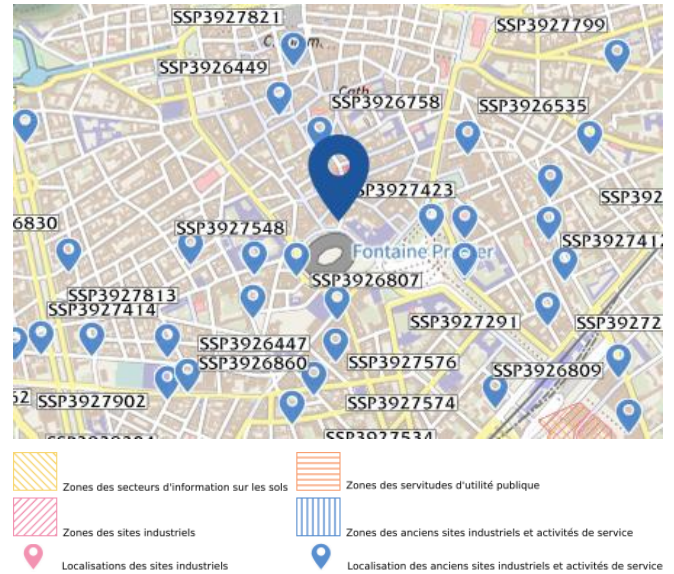 SSP3927821
SSP3927799
C
m.
SSP3926449
Cath
SSP3926758
SSP3926535
SSP3927423
SSP392
6830
SSP3927548
SSP3927412
Fontaine Pradier
SSP3926807
SSP3927813
SSP3927414
SSP3927291
SSP39272
SSP3926447
SSP3926860
SSP3927576
SSP3926809
62
SSP3927902
SSP3927574
SSP3927534
Zones des secteurs d'information sur les sols
Zones des servitudes d'utilité publique
Zones des sites industriels
Zones des anciens sites industriels et activités de service
Localisations des sites industriels
Localisation des anciens sites industriels et activités de service